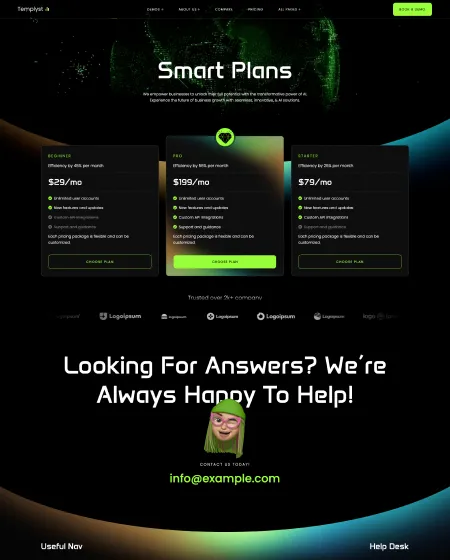 Templyst
DEMOS
ABOUT US
COMPANY
PRICING
ALL PAGES
BOOK A DEMO
Smart Plans
We empower businesses to unlock their full potential with the transformative power of AI.
Experience the future of business growth with seamless, innovative, & AI solutions.
BEGINNER
Efficiency by 45% per month
$29/mo
Unlimited user accounts
New features and updates
Custom API integrations
Support and guidance
Each pricing package is flexible and can be
customized.
CHOOSE PLAN
PRO
Efficiency by 55% per month
$199/mo
Unlimited user accounts
New features and updates
Custom API integrations
Support and guidance
Each pricing package is flexible and can be
customized.
CHOOSE PLAN
STARTER
Efficiency by 25% per month
$79/mo
Unlimited user accounts
New features and updates
Custom API integrations
Support and guidance
Each pricing package is flexible and can be
customized.
CHOOSE PLAN
Trusted over 2k+ company
Logoipsum
logoipsum
Logoipsum
Logoipsum
Logoipsum
logo
Looking For Answers? We're
Always Happy To Help!
CONTACT US TODAY!
info@example.com
Useful Nav
Help Desk